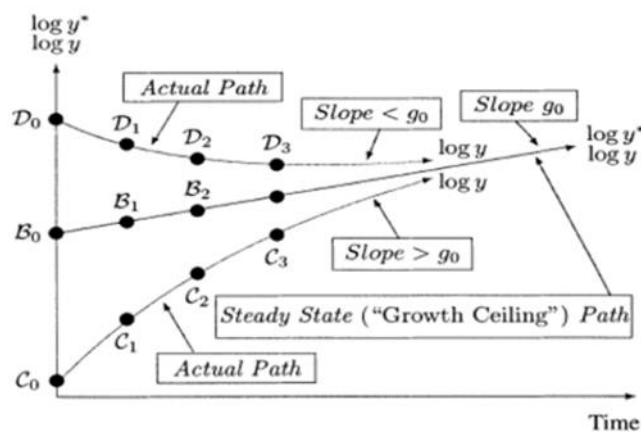 log y*
log y
Actual Path
Slope < g₀
Slope g₀
D₀
D₁
D₂
D₃
log y
log y*
log y
log y
B₀
B₁
B₂
Slope > g₀
C₃
C₂
Steady State (“Growth Ceiling”) Path
C₁
Actual Path
C₀
Time